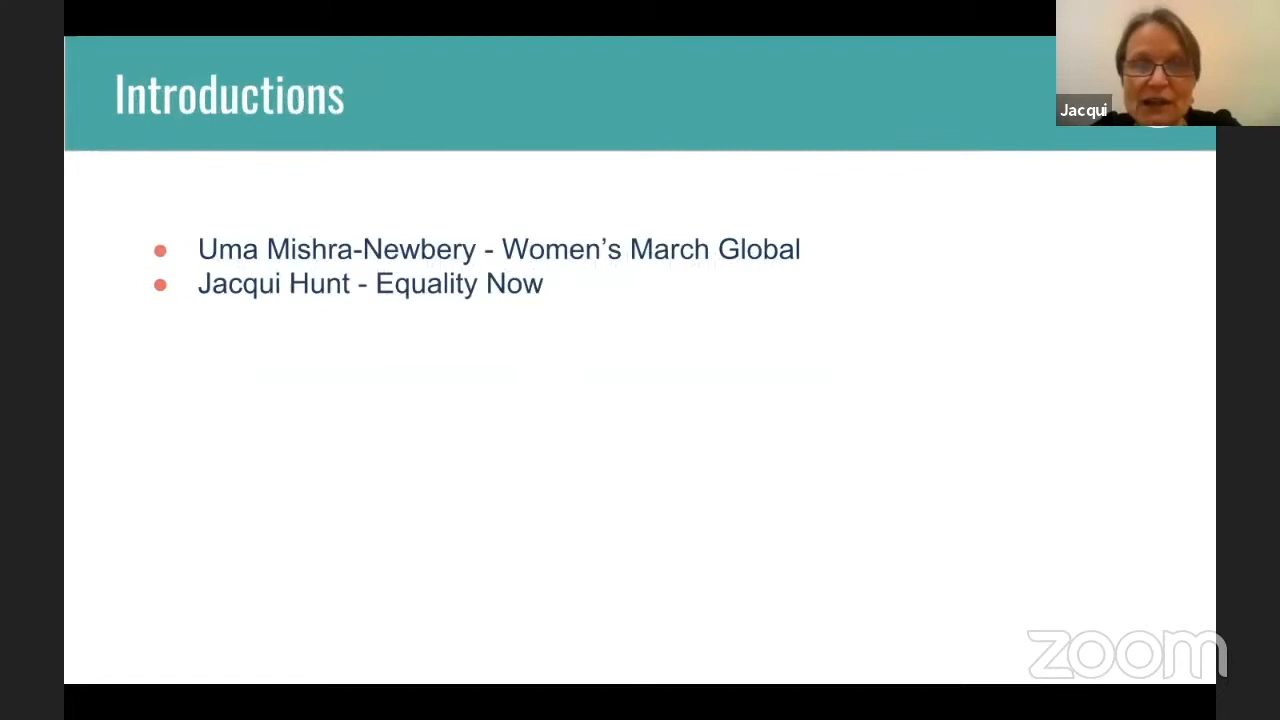 Introductions
Jacqui
Uma Mishra-Newbery - Women’s March Global
Jacqui Hunt - Equality Now
zoom